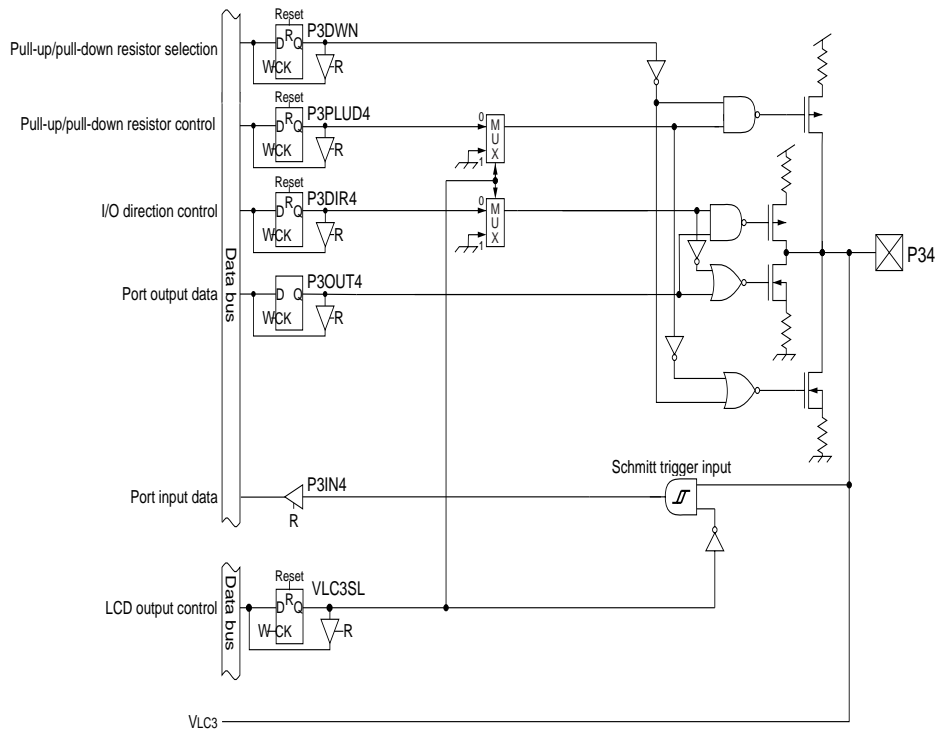 Reset
P3DWN
Pull-up/pull-down resistor selection
D R Q
W CK
R
Reset
P3PLUD4
Pull-up/pull-down resistor control
D R Q
W CK
R
0 MUX 1
Reset
P3DIR4
I/O direction control
D R Q
W CK
R
0 MUX 1
P34
Data bus
P3OUT4
Port output data
D Q
W CK
R
Schmitt trigger input
P3IN4
Port input data
R
Data bus
Reset
VLC3SL
LCD output control
D R Q
W CK
R
VLC3